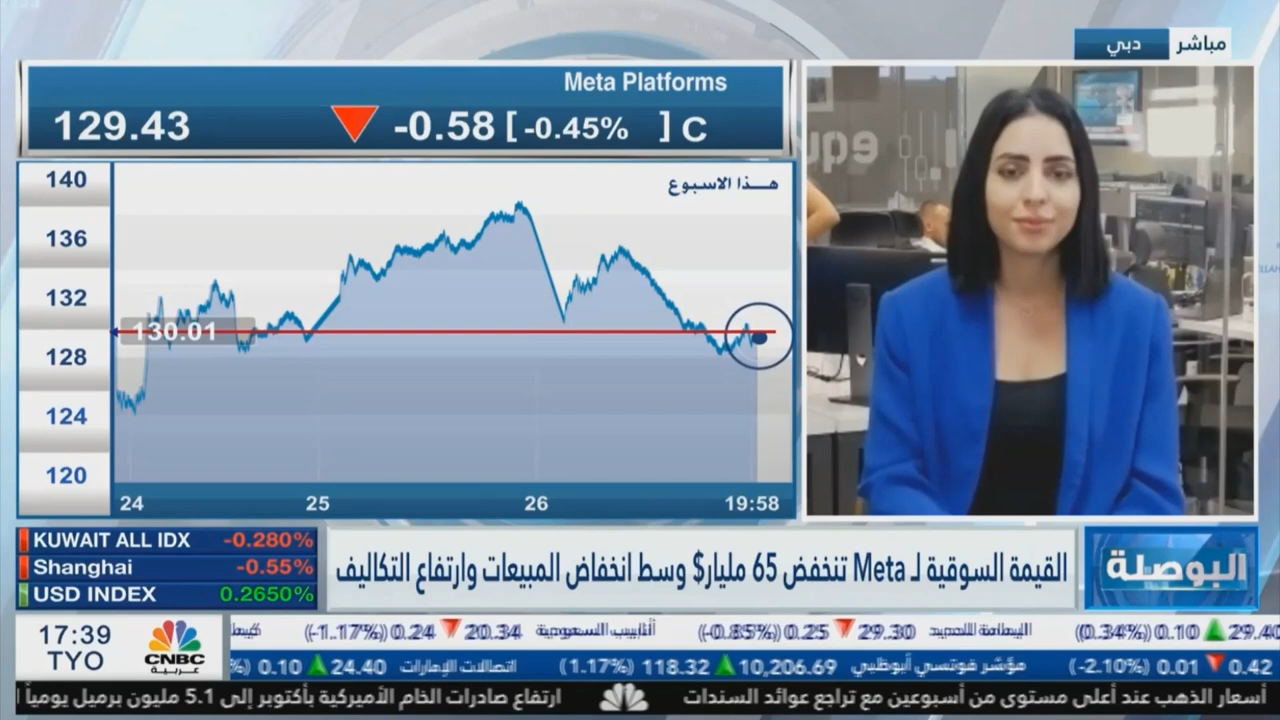 مباشر دبي
Meta Platforms
129.43 -0.58 [ -0.45% ] C
هذا الاسبوع
140
136
132
130.01
128
124
120
24 25 26 19:58
KUWAIT ALL IDX -0.280%
Shanghai -0.55%
USD INDEX 0.2650%
البوصلة
القيمة السوقية لـ Meta تنخفض 65 مليار$ وسط انخفاض المبيعات وارتفاع التكاليف
17:39
TYO
CNBC
عربية
(0.34%) 0.10 29.40 اليمامة للحديد 29.30 0.25 (-0.85%) أنابيب السعودية 20.34 0.24 (-1.17%)
0.42 0.01 (-2.10%) مؤشر فوتسي أبوظبي 10,206.69 118.32 (1.17%) اتصالات الإمارات 24.40 0.10
أسعار الذهب عند أعلى مستوى من أسبوعين مع تراجع عوائد السندات ارتفاع صادرات الخام الأميركية بأكتوبر إلى 5.1 مليون برميل يومياً